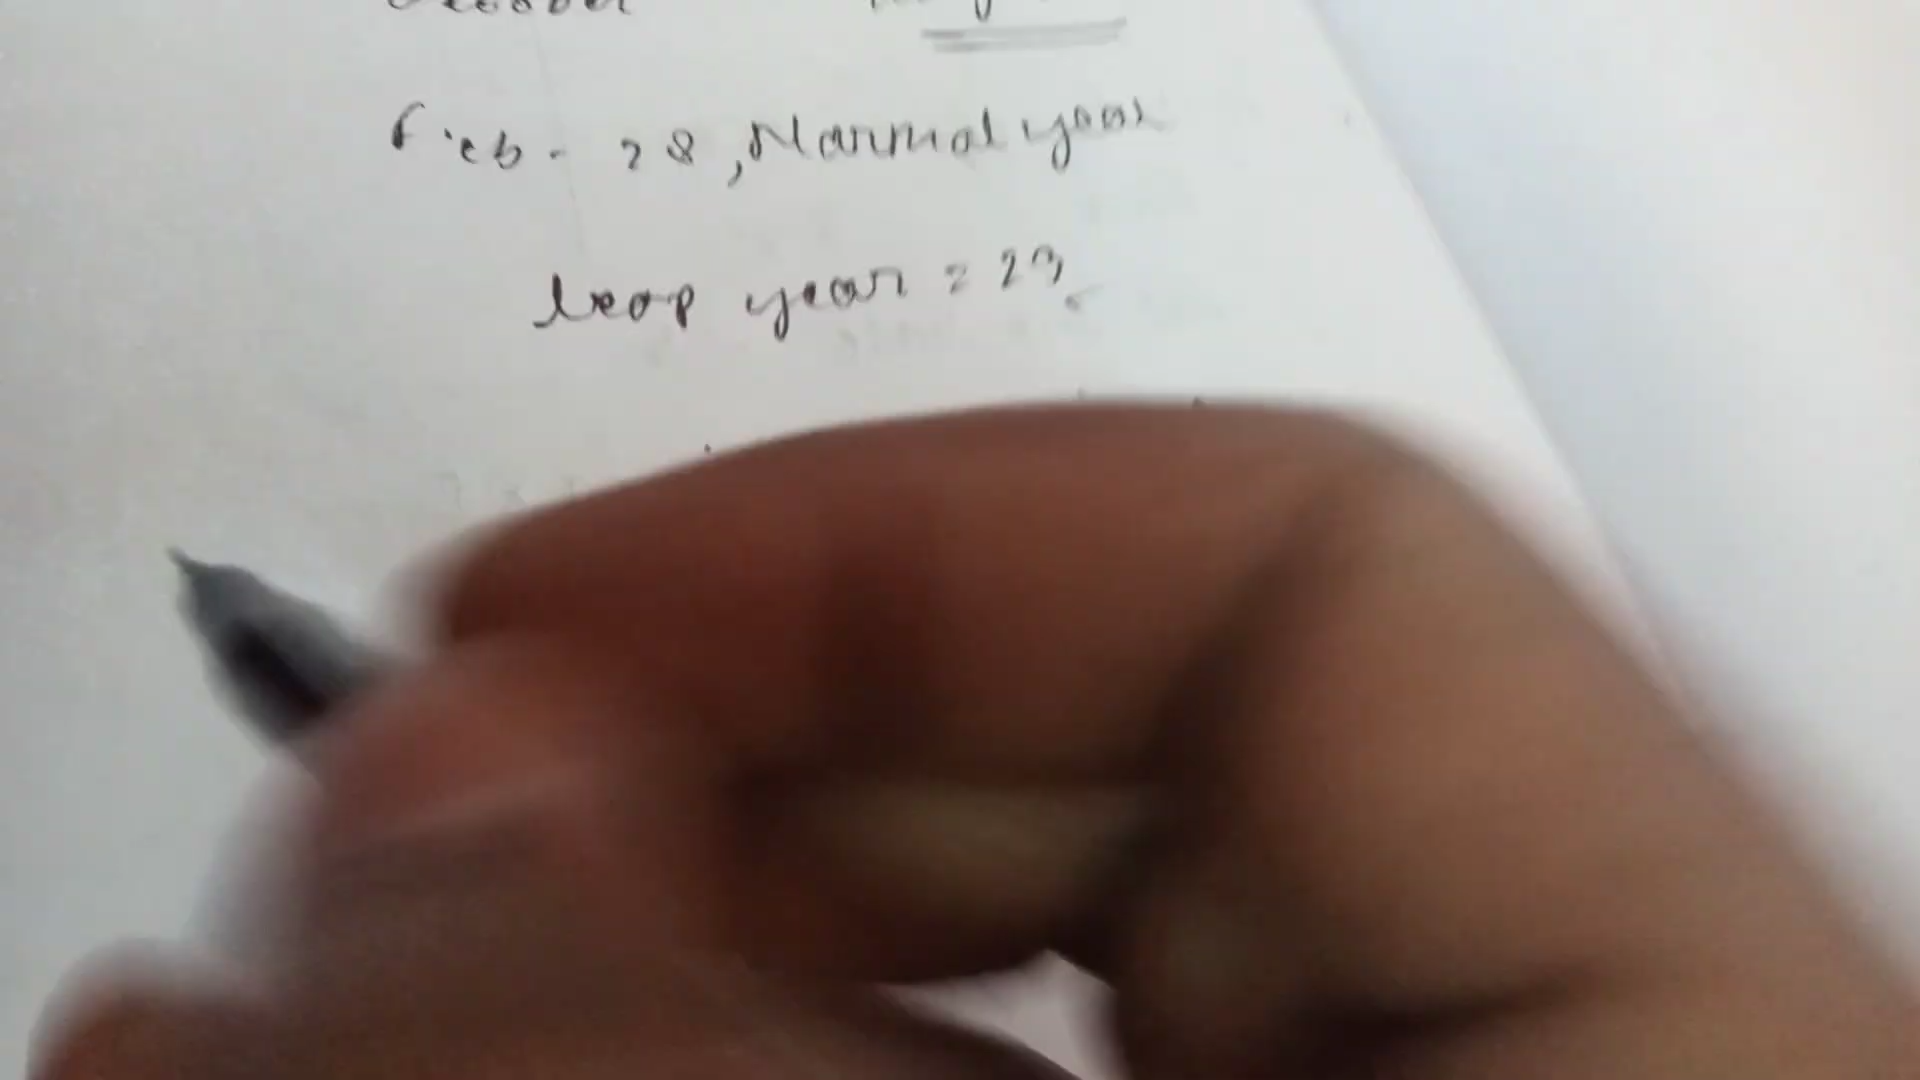 Feb - 28, Normal year
leap year = 29